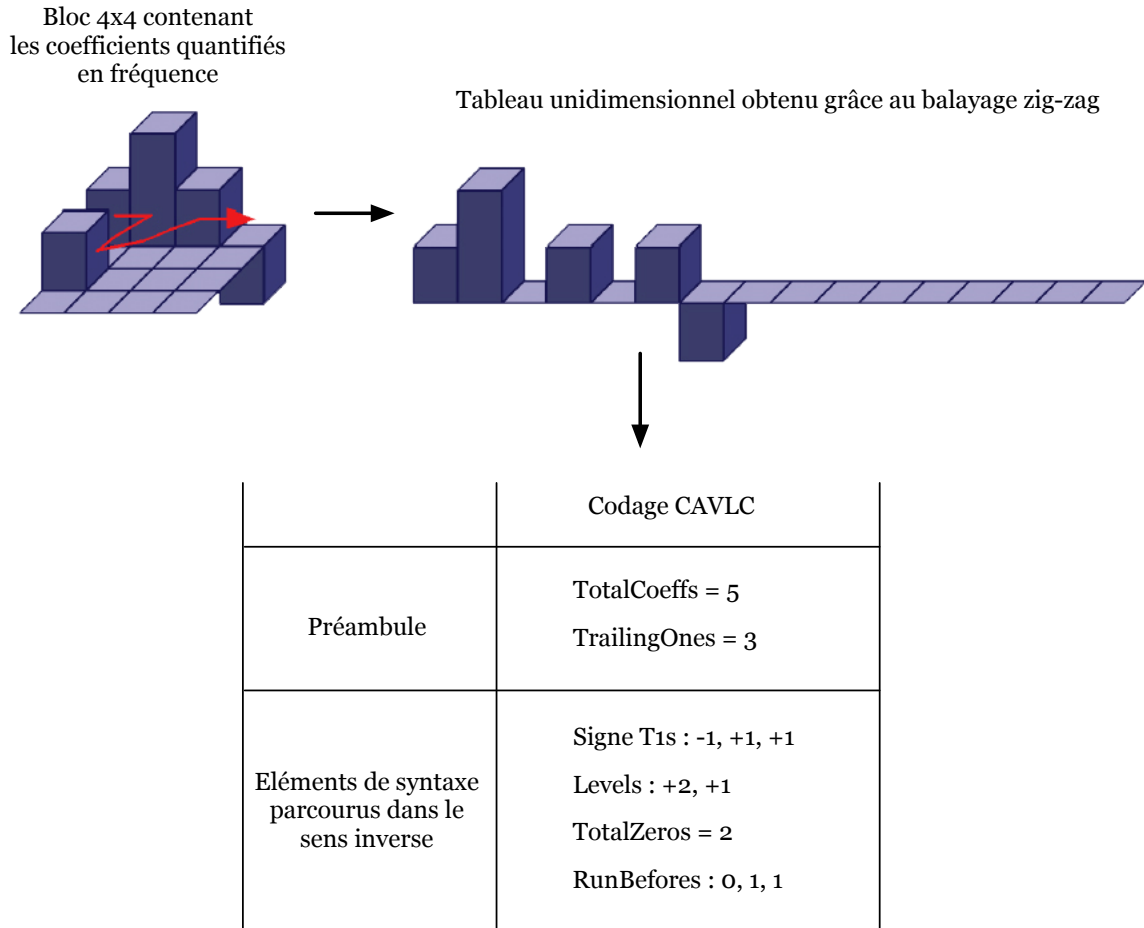 Bloc 4x4 contenant
les coefficients quantifiés
en fréquence
Tableau unidimensionnel obtenu grâce au balayage zig-zag
Codage CAVLC
Préambule
TotalCoeffs = 5
TrailingOnes = 3
Eléments de syntaxe
parcourus dans le
sens inverse
Signe T1s : -1, +1, +1
Levels : +2, +1
TotalZeros = 2
RunBefores : 0, 1, 1